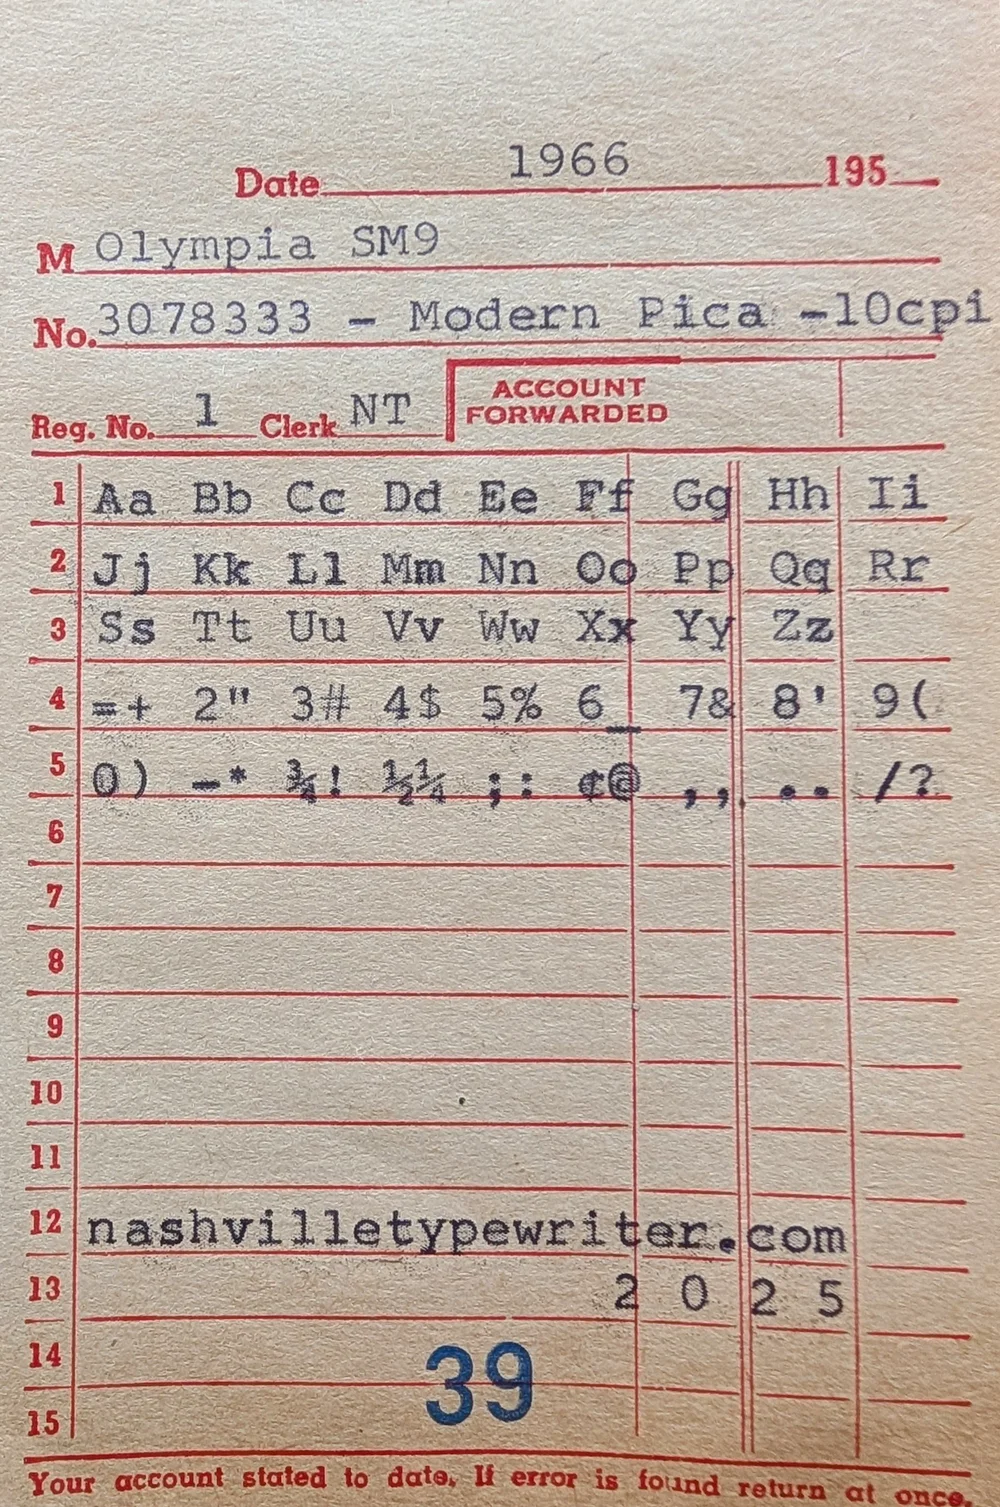 Date 1966 195
M Olympia SM9
No. 3078333 - Modern Pica -10cpi
Reg. No. 1 Clerk NT ACCOUNT FORWARDED
1 Aa Bb Cc Dd Ee Ff Gg Hh Ii
2 Jj Kk Ll Mm Nn Oo Pp Qq Rr
3 Ss Tt Uu Vv Ww Xx Yy Zz
4 =+ 2" 3# 4$ 5% 6_ 7& 8' 9(
5 0) -* ¾! ½¼ ;: ¢@ ,, .. /?
6
7
8
9
10
11
12 nashvilletypewriter.com
13 2 0 2 5
14
39
15
Your account stated to date. If error is found return at once.